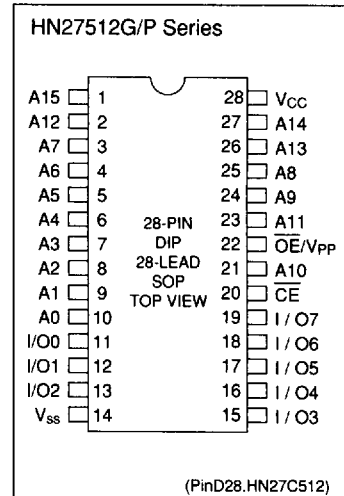 HN27512G/P Series
A15 1 28 VCC
A12 2 27 A14
A7 3 26 A13
A6 4 25 A8
A5 5 24 A9
A4 6 23 A11
A3 7 22 OE/VPP
A2 8 21 A10
A1 9 20 CE
A0 10 19 I/O7
I/O0 11 18 I/O6
I/O1 12 17 I/O5
I/O2 13 16 I/O4
Vss 14 15 I/O3
28-PIN
DIP
28-LEAD
SOP
TOP VIEW
(PinD28.HN27C512)